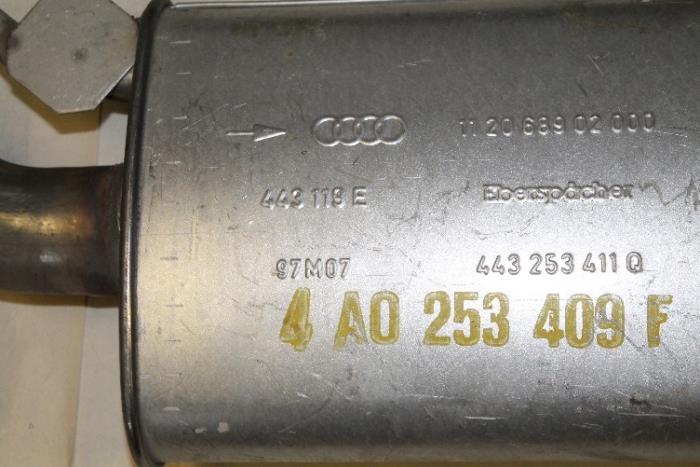 11 20 689 02 000
443 119 E Eberspächer
97M07 443 253 411 Q
4 A0 253 409 F